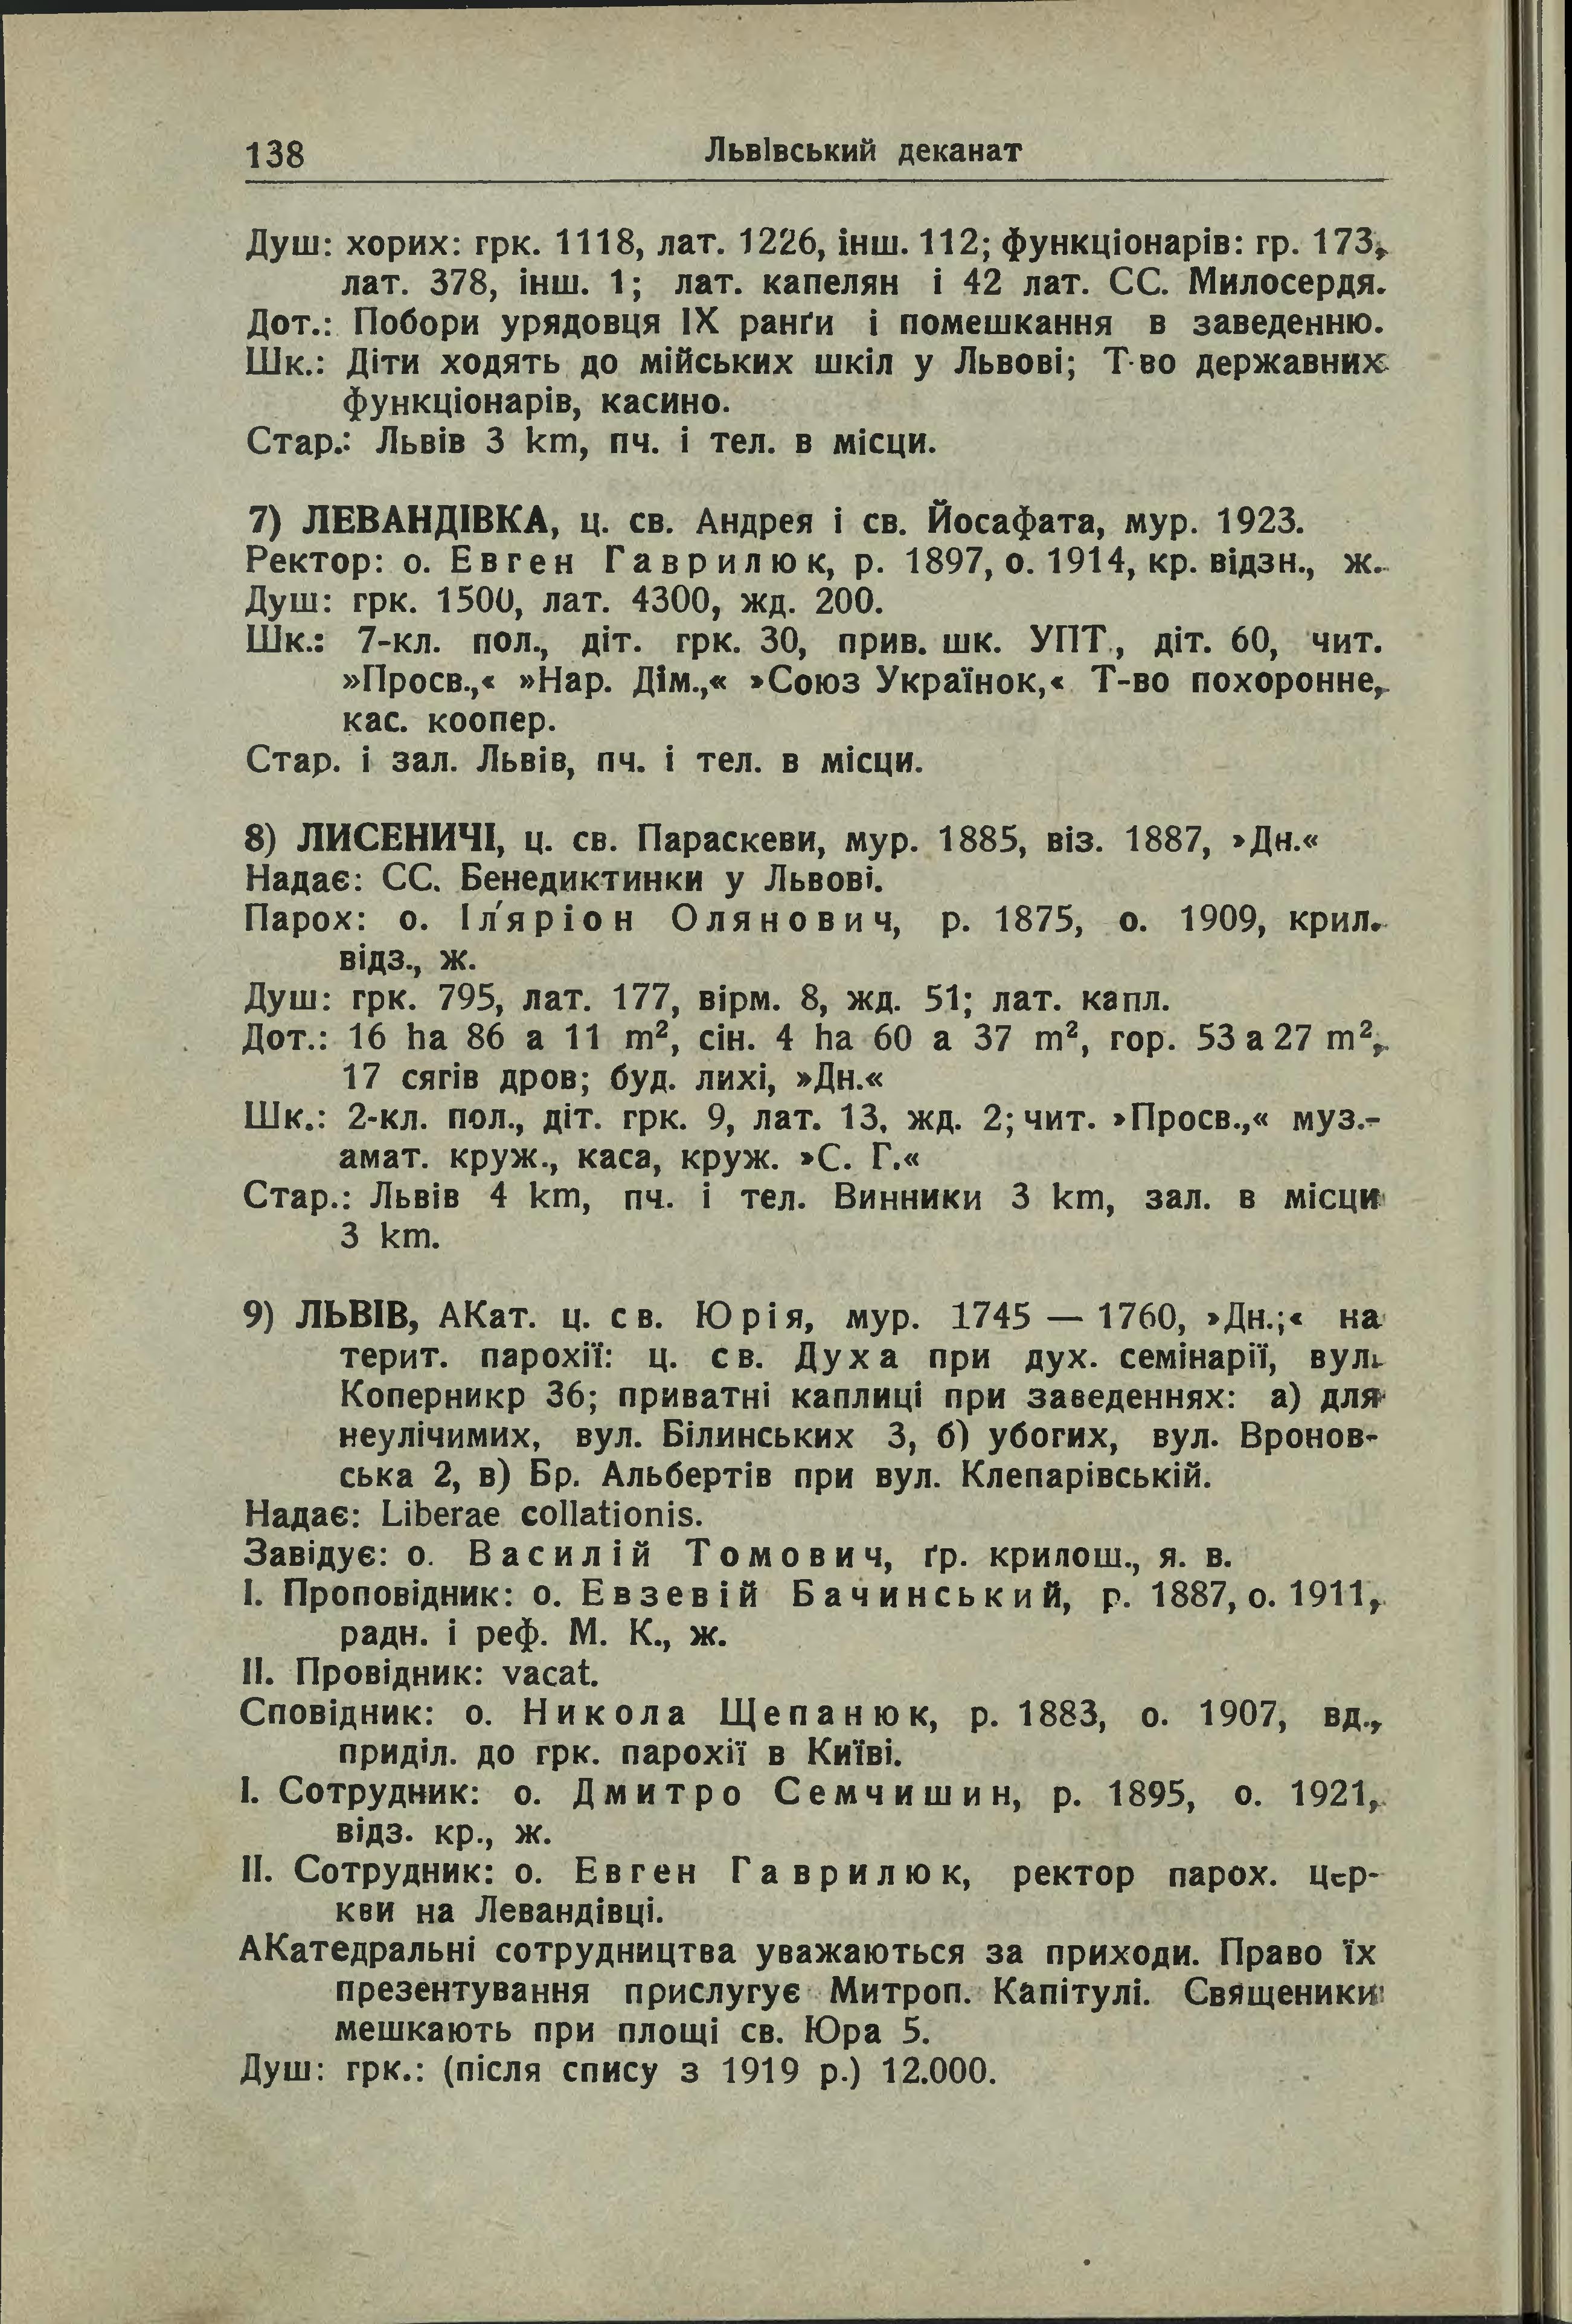 138 Львівський деканат
Душ: хорих: грк. 1118, лат. 1226, інш. 112; функціонарів: гр. 173,
лат. 378, інш. 1; лат. капелян і 42 лат. СС. Милосердя.
Дот.: Побори урядовця ІХ ранґи і помешкання в заведенню.
Шк.: Діти ходять до мійських шкіл у Львові; Т-во державних
функціонарів, касино.
Стар.: Львів 3 km, пч. і тел. в місци.
7) ЛЕВАНДІВКА, ц. св. Андрея і св. Йосафата, мур. 1923.
Ректор: о. Евген Гаврилюк, р. 1897, о. 1914, кр. відзн., ж.
Душ: грк. 1500, лат. 4300, жд. 200.
Шк.: 7-кл. пол., діт. грк. 30, прив. шк. УПТ., діт. 60, чит.
»Просв.,« »Нар. Дім.,« »Союз Українок,« Т-во похоронне,
кас. коопер.
Стар. і зал. Львів, пч. і тел. в місци.
8) ЛИСЕНИЧІ, ц. св. Параскеви, мур. 1885, віз. 1887, »Дн.«
Надає: СС. Бенедиктинки у Львові.
Парох: о. Іл'яріон Олянович, р. 1875, о. 1909, крил.
відз., ж.
Душ: грк. 795, лат. 177, вірм. 8, жд. 51; лат. капл.
Дот.: 16 ha 86 a 11 m², сін. 4 ha 60 a 37 m², гор. 53 a 27 m²,
17 сягів дров; буд. лихі, »Дн.«
Шк.: 2-кл. пол., діт. грк. 9, лат. 13, жд. 2; чит. »Просв.,« муз.-
амат. круж., каса, круж. »С. Г.«
Стар.: Львів 4 km, пч. і тел. Винники 3 km, зал. в місци
3 km.
9) ЛЬВІВ, АКат. ц. св. Юрія, мур. 1745 — 1760, »Дн.;« на
терит. парохії: ц. св. Духа при дух. семінарії, вул.
Коперникр 36; приватні каплиці при заведеннях: а) для
неулічимих, вул. Білинських 3, б) убогих, вул. Вронов-
ська 2, в) Бр. Альбертів при вул. Клепарівській.
Надає: Liberae collationis.
Завідує: о. Василій Томович, ґр. крилош., я. в.
І. Проповідник: о. Евзевій Бачинський, р. 1887, о. 1911,
радн. і реф. М. К., ж.
ІІ. Провідник: vacat.
Сповідник: о. Никола Щепанюк, р. 1883, о. 1907, вд.,
приділ. до грк. парохії в Київі.
І. Сотрудник: о. Дмитро Семчишин, р. 1895, о. 1921,
відз. кр., ж.
ІІ. Сотрудник: о. Евген Гаврилюк, ректор парох. цер-
кви на Левандівці.
АКатедральні сотрудництва уважаються за приходи. Право їх
презентування прислугує Митроп. Капітулі. Священики
мешкають при площі св. Юра 5.
Душ: грк.: (після спису з 1919 р.) 12.000.